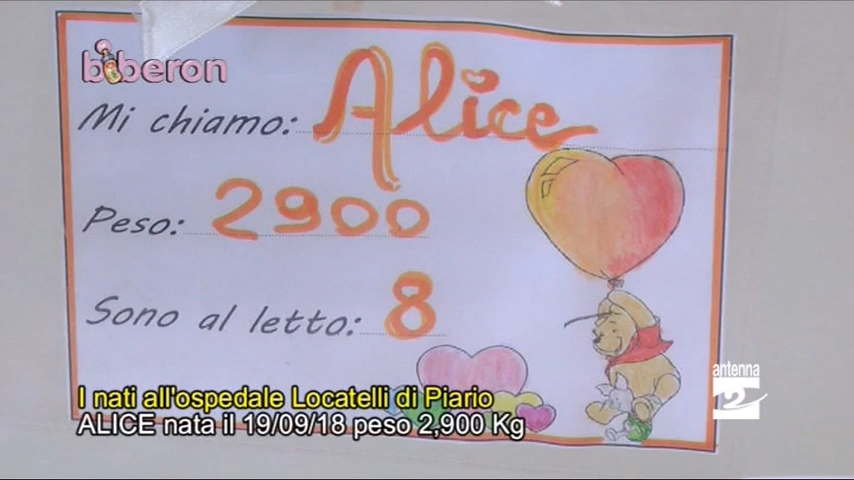 biberon
Mi chiamo: Alice
Peso: 2900
Sono al letto: 8
I nati all'ospedale Locatelli di Piario
ALICE nata il 19/09/18 peso 2,900 Kg
antenna
2